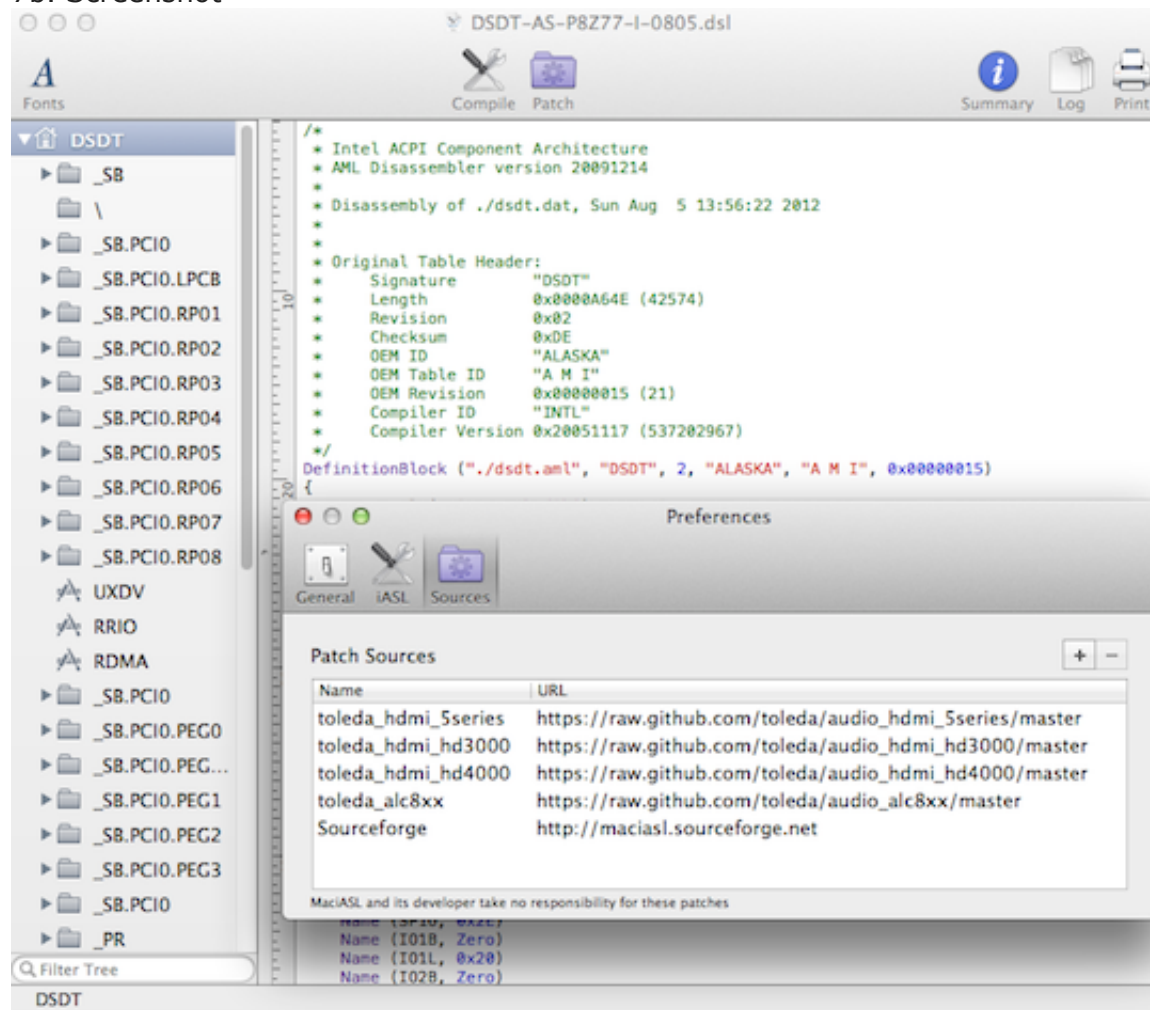 7b. Screenshot
DSDT-AS-P8Z77-I-0805.dsl
Fonts
Compile
Patch
Summary
Log
Print
DSDT
_SB
\
_SB.PCI0
_SB.PCI0.LPCB
_SB.PCI0.RP01
_SB.PCI0.RP02
_SB.PCI0.RP03
_SB.PCI0.RP04
_SB.PCI0.RP05
_SB.PCI0.RP06
_SB.PCI0.RP07
_SB.PCI0.RP08
UXDV
RRIO
RDMA
_SB.PCI0
_SB.PCI0.PEG0
_SB.PCI0.PEG...
_SB.PCI0.PEG1
_SB.PCI0.PEG2
_SB.PCI0.PEG3
_SB.PCI0
_PR
Filter Tree
DSDT
10
20
/*
* Intel ACPI Component Architecture
* AML Disassembler version 20091214
*
* Disassembly of ./dsdt.dat, Sun Aug  5 13:56:22 2012
*
*
* Original Table Header:
*     Signature        "DSDT"
*     Length           0x0000A64E (42574)
*     Revision         0x02
*     Checksum         0xDE
*     OEM ID           "ALASKA"
*     OEM Table ID     "A M I"
*     OEM Revision     0x00000015 (21)
*     Compiler ID      "INTL"
*     Compiler Version 0x20051117 (537202967)
*/
DefinitionBlock ("./dsdt.aml", "DSDT", 2, "ALASKA", "A M I", 0x00000015)
{
Preferences
General
iASL
Sources
Patch Sources
+ −
Name URL
toledo_hdmi_5series https://raw.github.com/toleda/audio_hdmi_5series/master
toleda_hdmi_hd3000 https://raw.github.com/toleda/audio_hdmi_hd3000/master
toleda_hdmi_hd4000 https://raw.github.com/toleda/audio_hdmi_hd4000/master
toleda_alc8xx https://raw.github.com/toleda/audio_alc8xx/master
Sourceforge http://maciasl.sourceforge.net
MaciASL and its developer take no responsibility for these patches
Name (SP1O, 0x2E)
Name (IO1B, Zero)
Name (IO1L, 0x20)
Name (IO2B, Zero)